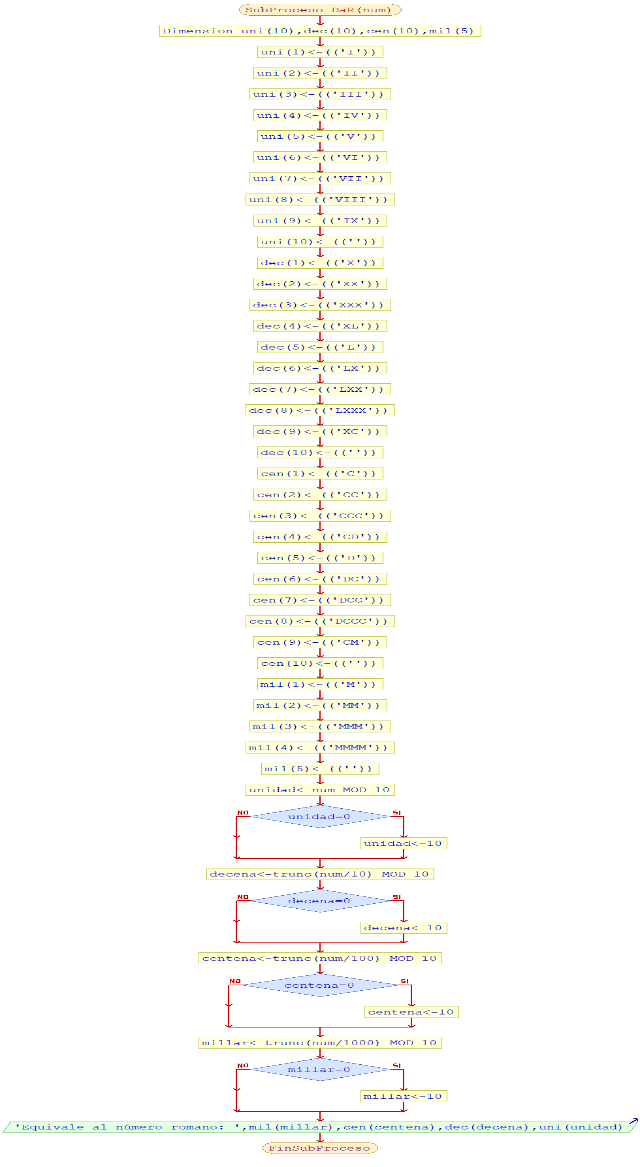 SubProceso DaR(num)
Dimension uni(10),dec(10),cen(10),mil(5)
uni(1)<-(('I'))
uni(2)<-(('II'))
uni(3)<-(('III'))
uni(4)<-(('IV'))
uni(5)<-(('V'))
uni(6)<-(('VI'))
uni(7)<-(('VII'))
uni(8)<-(('VIII'))
uni(9)<-(('IX'))
uni(10)<-((''))
dec(1)<-(('X'))
dec(2)<-(('XX'))
dec(3)<-(('XXX'))
dec(4)<-(('XL'))
dec(5)<-(('L'))
dec(6)<-(('LX'))
dec(7)<-(('LXX'))
dec(8)<-(('LXXX'))
dec(9)<-(('XC'))
dec(10)<-((''))
cen(1)<-(('C'))
cen(2)<-(('CC'))
cen(3)<-(('CCC'))
cen(4)<-(('CD'))
cen(5)<-(('D'))
cen(6)<-(('DC'))
cen(7)<-(('DCC'))
cen(8)<-(('DCCC'))
cen(9)<-(('CM'))
cen(10)<-((''))
mil(1)<-(('M'))
mil(2)<-(('MM'))
mil(3)<-(('MMM'))
mil(4)<-(('MMMM'))
mil(5)<-((''))
unidad<-num MOD 10
NO unidad=0 SI
unidad<-10
decena<-trunc(num/10) MOD 10
NO decena=0 SI
decena<-10
centena<-trunc(num/100) MOD 10
NO centena=0 SI
centena<-10
millar<-trunc(num/1000) MOD 10
NO millar=0 SI
millar<-10
'Equivale al número romano: ',mil(millar),cen(centena),dec(decena),uni(unidad)
FinSubProceso